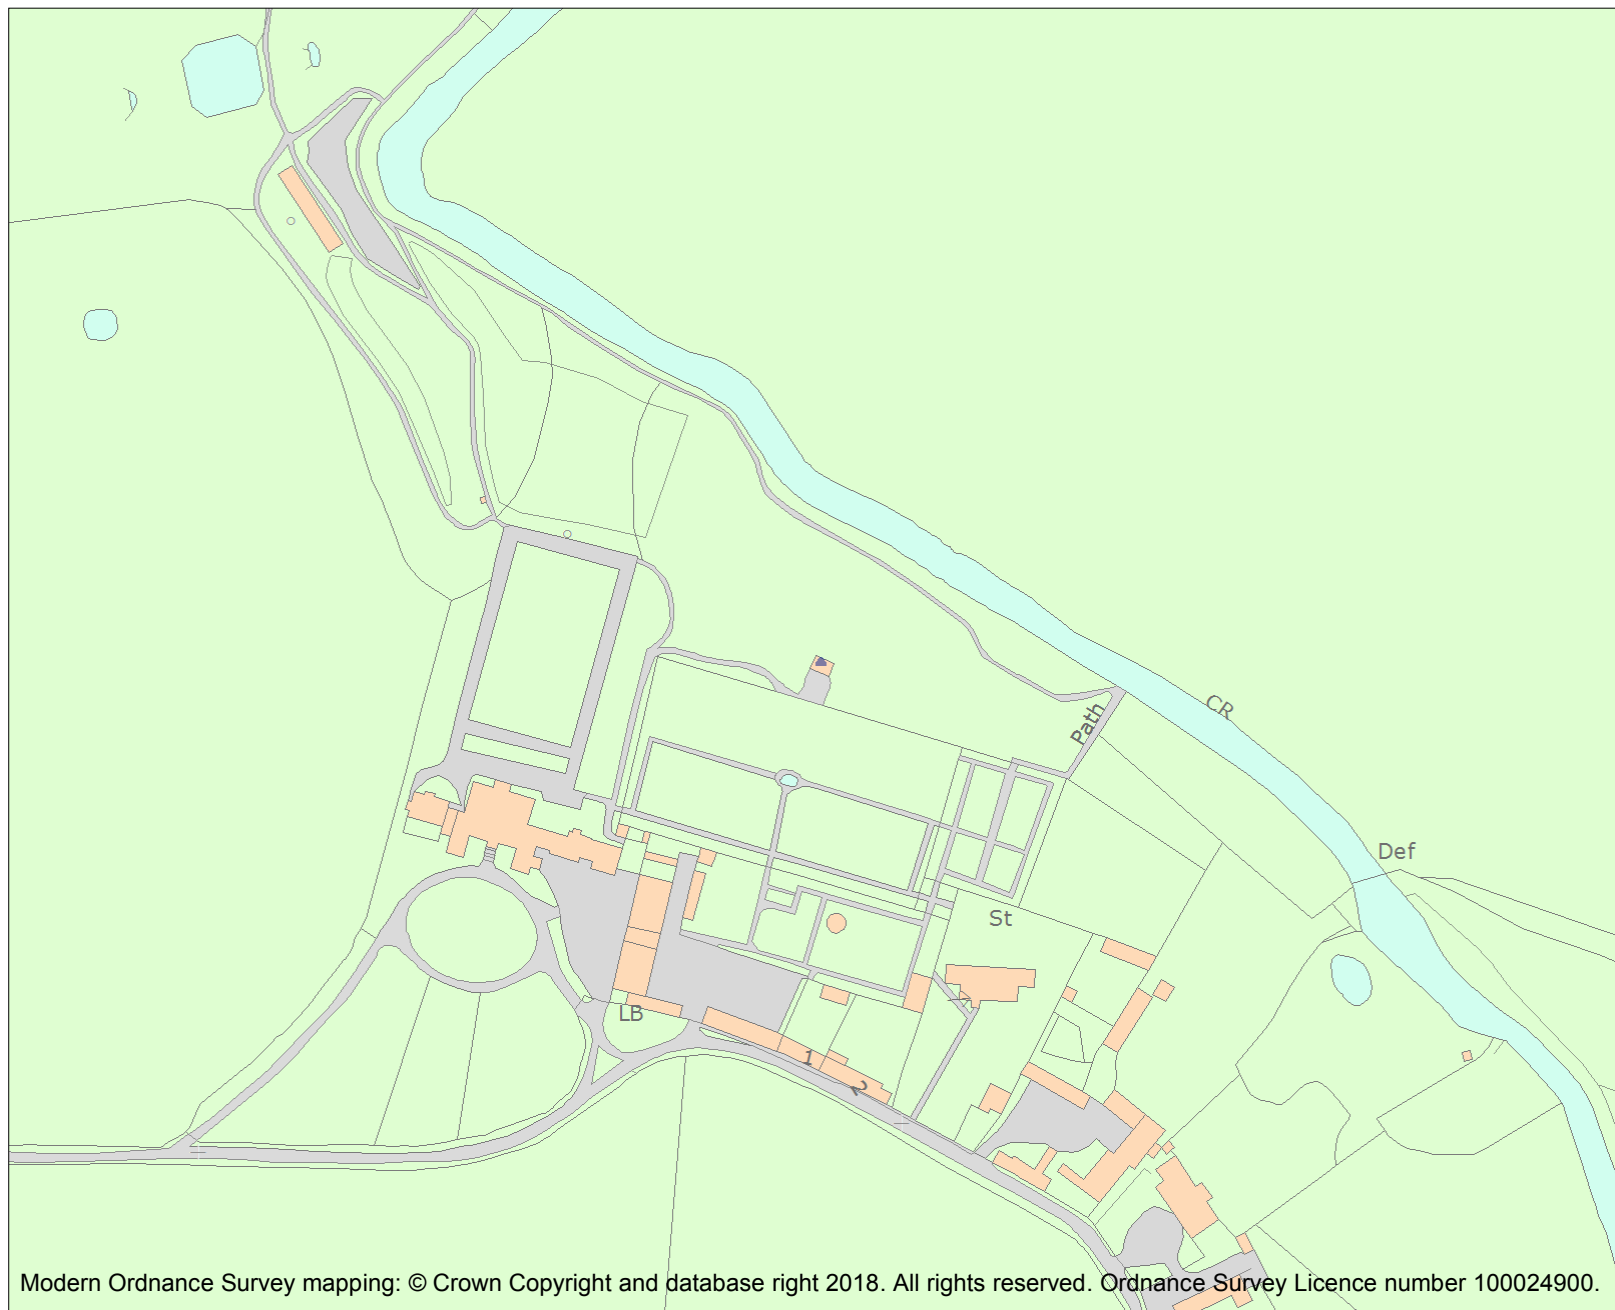 CR
Path
Def
St
LB
1
2
Modern Ordnance Survey mapping: © Crown Copyright and database right 2018. All rights reserved. Ordnance Survey Licence number 100024900.